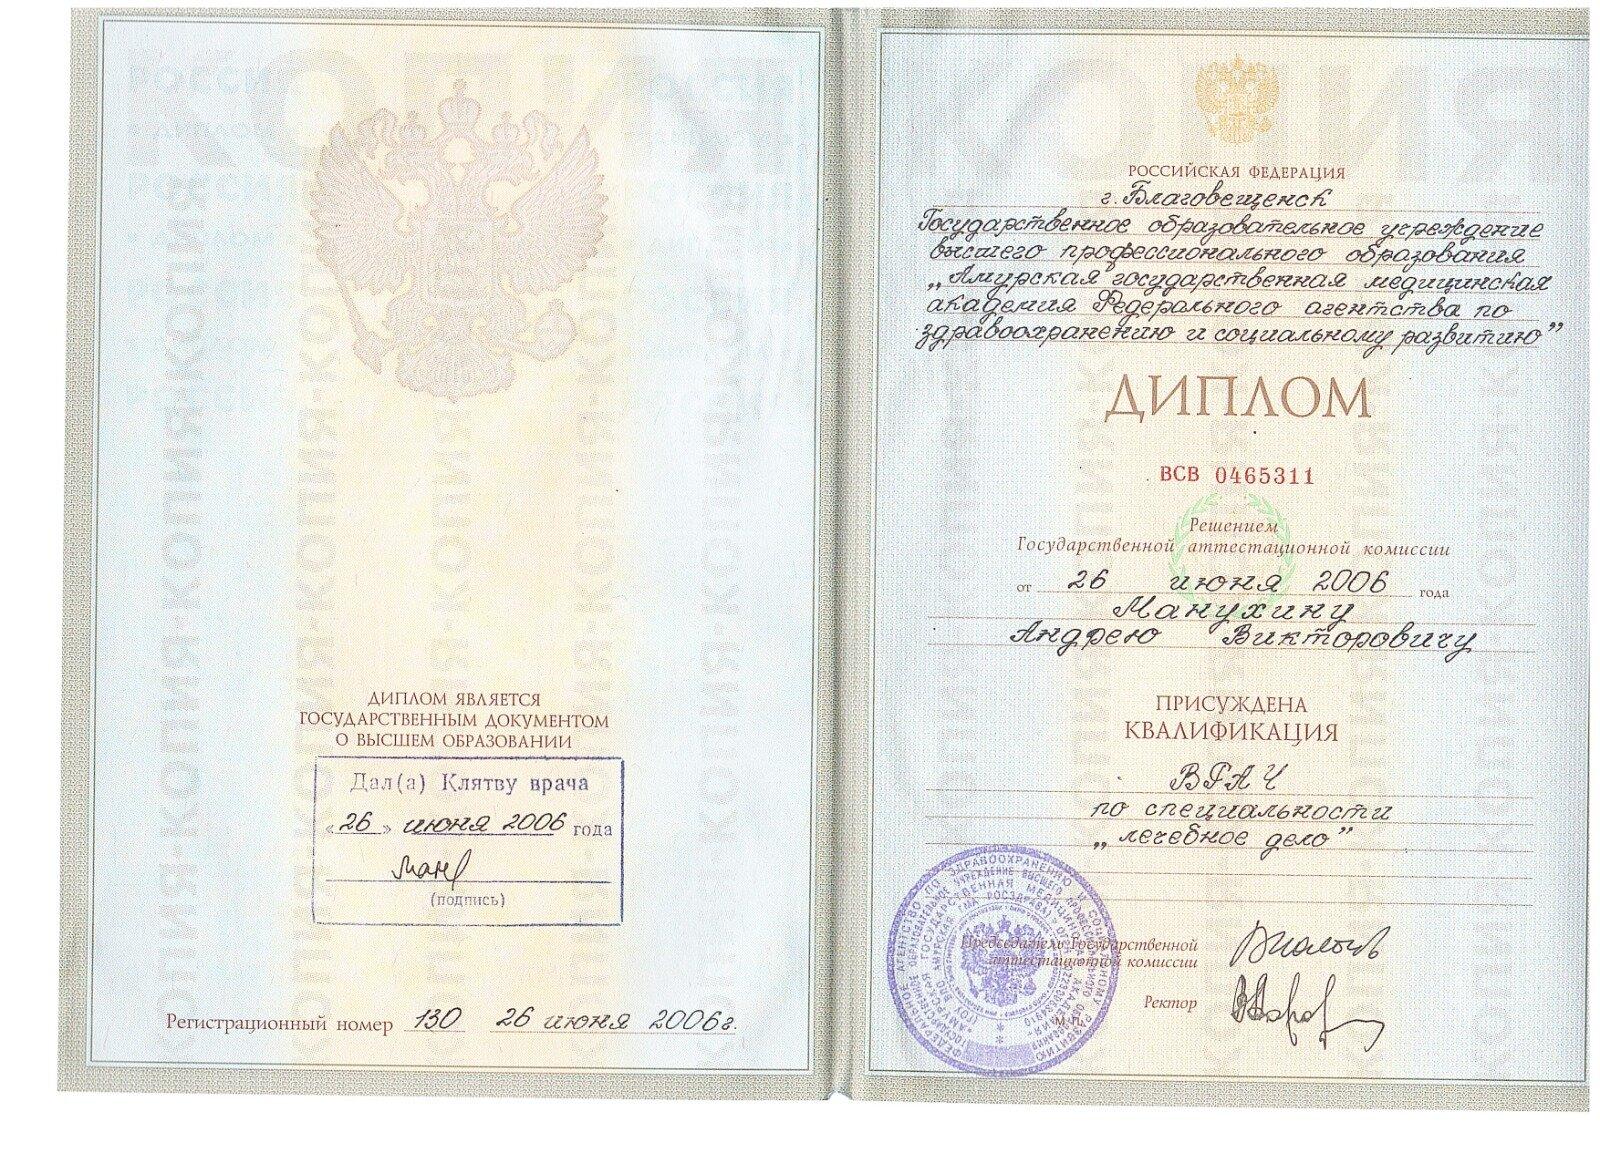 ДИПЛОМ ЯВЛЯЕТСЯ
ГОСУДАРСТВЕННЫМ ДОКУМЕНТОМ
О ВЫСШЕМ ОБРАЗОВАНИИ
Дал(а) Клятву врача
«26» июня 2006 года
(подпись)
Регистрационный номер 130 26 июня 2006г.
РОССИЙСКАЯ ФЕДЕРАЦИЯ
г. Благовещенск
Государственное образовательное учреждение
высшего профессионального образования
„Амурская государственная медицинская
академия Федерального агентства по
здравоохранению и социальному развитию”
ДИПЛОМ
ВСВ 0465311
Решением
Государственной аттестационной комиссии
от 26 июня 2006 года
Манухину
Андрею Викторовичу
ПРИСУЖДЕНА
КВАЛИФИКАЦИЯ
ВРАЧ
по специальности
„лечебное дело”
Председатель Государственной
аттестационной комиссии
Ректор
М.П.